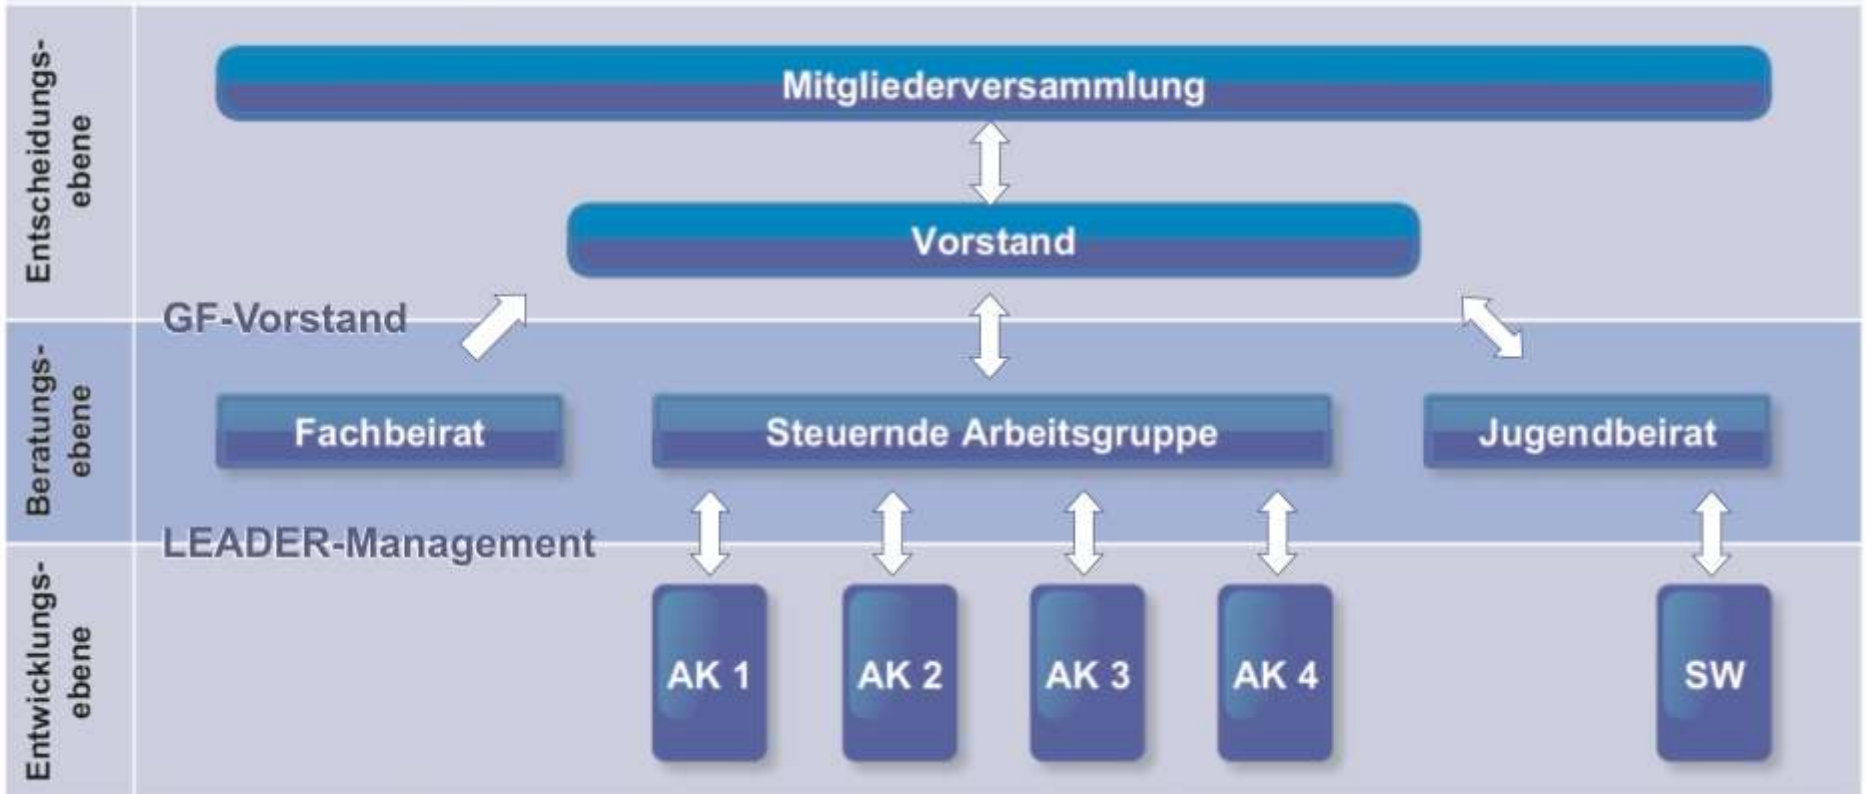 Entscheidungs-
ebene
Mitgliederversammlung
Vorstand
GF-Vorstand
Beratungs-
ebene
Fachbeirat
Steuernde Arbeitsgruppe
Jugendbeirat
LEADER-Management
Entwicklungs-
ebene
AK 1
AK 2
AK 3
AK 4
SW